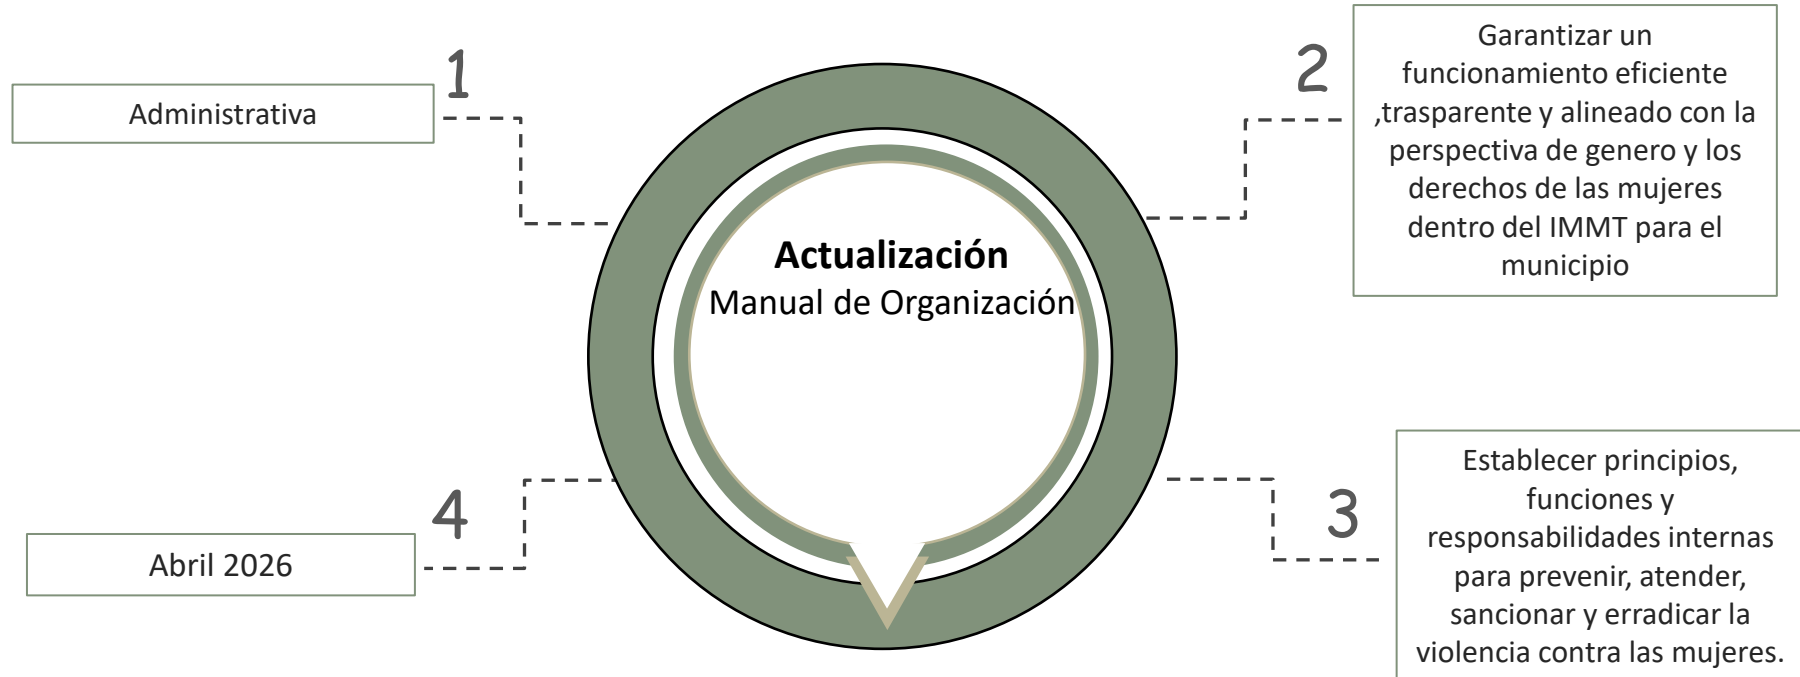 1
Administrativa
2
Garantizar un
funcionamiento eficiente
,trasparente y alineado con la
perspectiva de genero y los
derechos de las mujeres
dentro del IMMT para el
municipio
Actualización
Manual de Organización
3
Establecer principios,
funciones y
responsabilidades internas
para prevenir, atender,
sancionar y erradicar la
violencia contra las mujeres.
4
Abril 2026